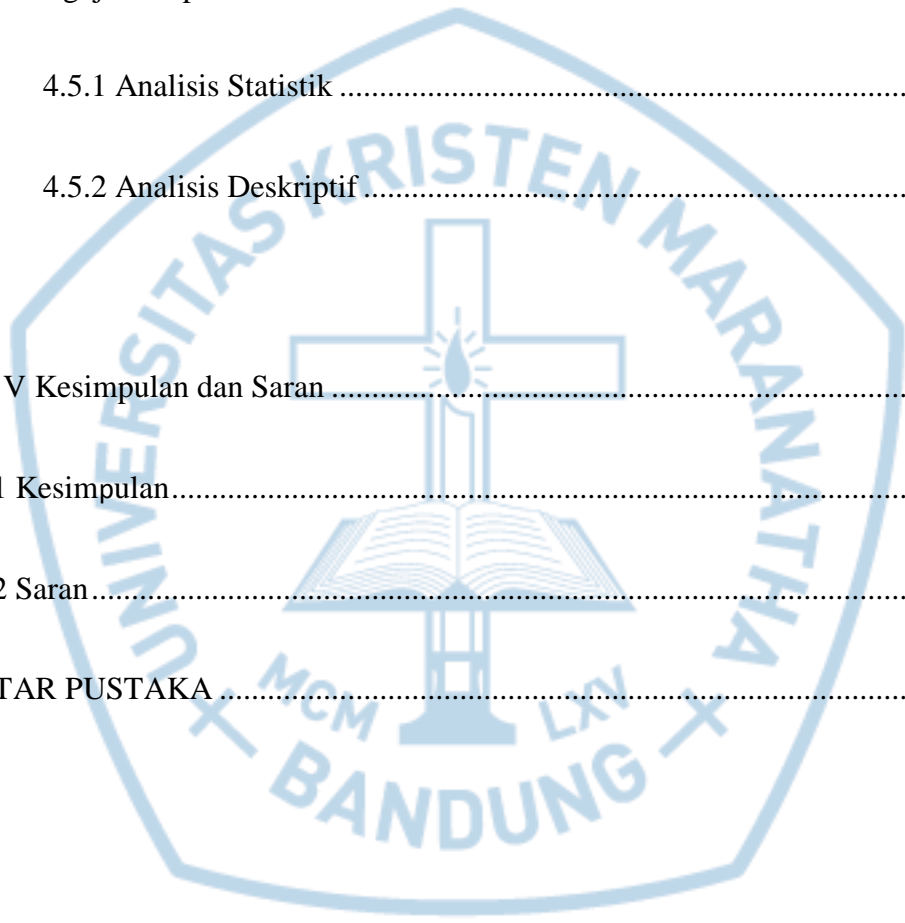 4.5.1 Analisis Statistik ........................................................................
4.5.2 Analisis Deskriptif ....................................................................
V Kesimpulan dan Saran ........................................................................
Kesimpulan ............................................................................................
2 Saran ....................................................................................................
TAR PUSTAKA ......................................................................................
UNIVERSITAS KRISTEN MARANATHA
MCM LXV
BANDUNG